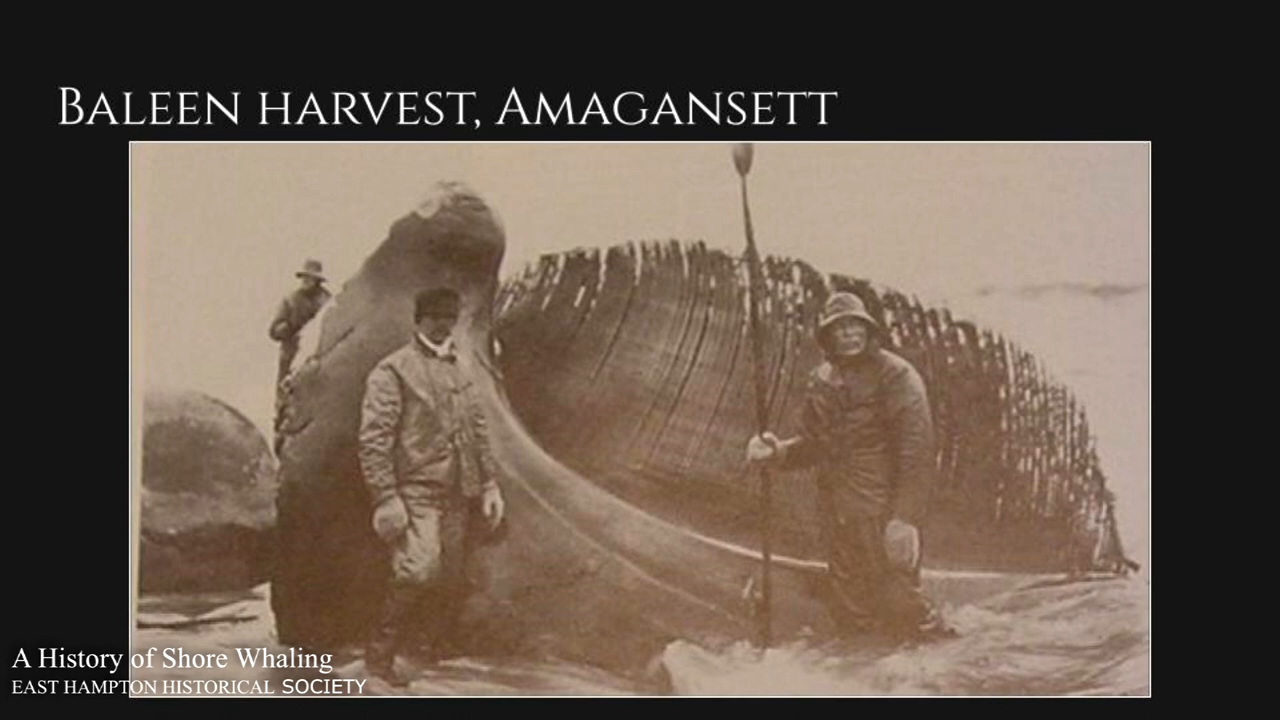 Baleen harvest, Amagansett
A History of Shore Whaling
EAST HAMPTON HISTORICAL SOCIETY